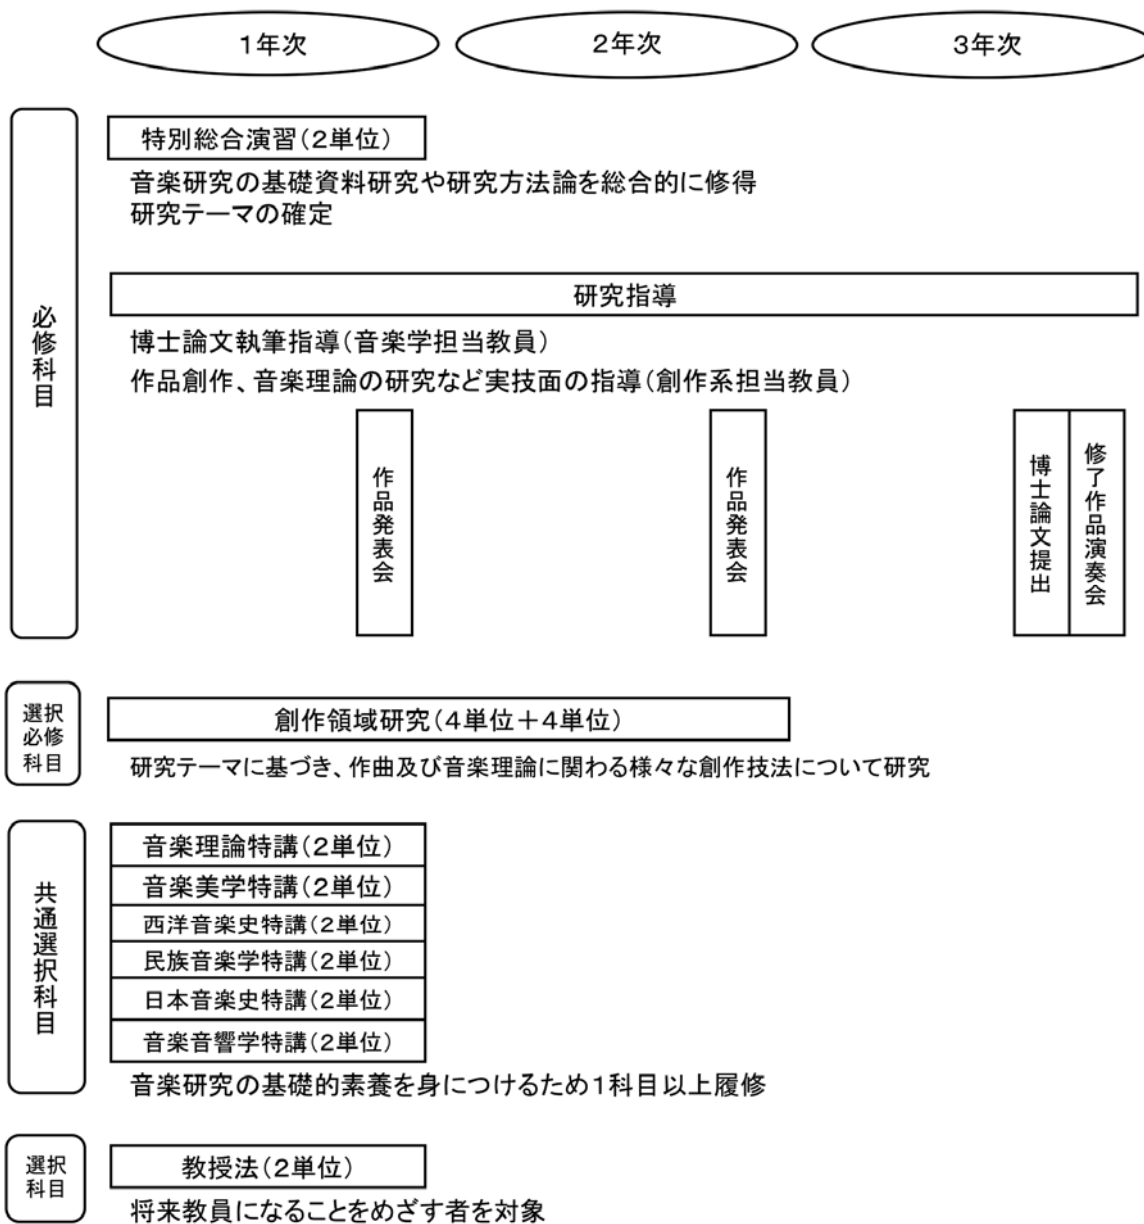 1年次
2年次
3年次
必修科目
特別総合演習(2単位)
音楽研究の基礎資料研究や研究方法論を総合的に修得
研究テーマの確定
研究指導
博士論文執筆指導(音楽学担当教員)
作品創作、音楽理論の研究など実技面の指導(創作系担当教員)
作品発表会
作品発表会
博士論文提出
修了作品演奏会
選択
必修
科目
創作領域研究(4単位+4単位)
研究テーマに基づき、作曲及び音楽理論に関わる様々な創作技法について研究
共通選択科目
音楽理論特講(2単位)
音楽美学特講(2単位)
西洋音楽史特講(2単位)
民族音楽学特講(2単位)
日本音楽史特講(2単位)
音楽音響学特講(2単位)
音楽研究の基礎的素養を身につけるため1科目以上履修
選択
科目
教授法(2単位)
将来教員になることをめざす者を対象